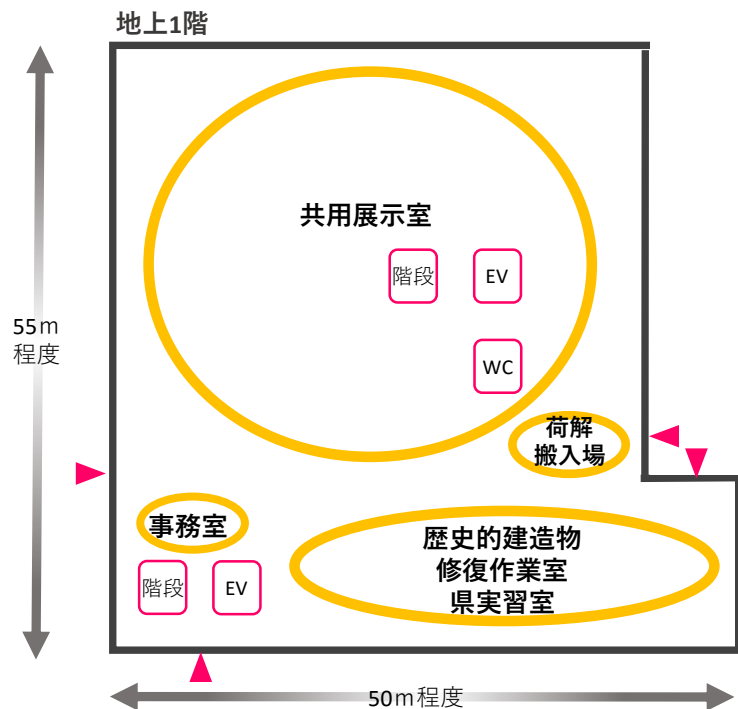 地上1階
共用展示室
階段
EV
WC
55m
程度
荷解
搬入場
事務室
階段
EV
歴史的建造物
修復作業室
県実習室
50m程度